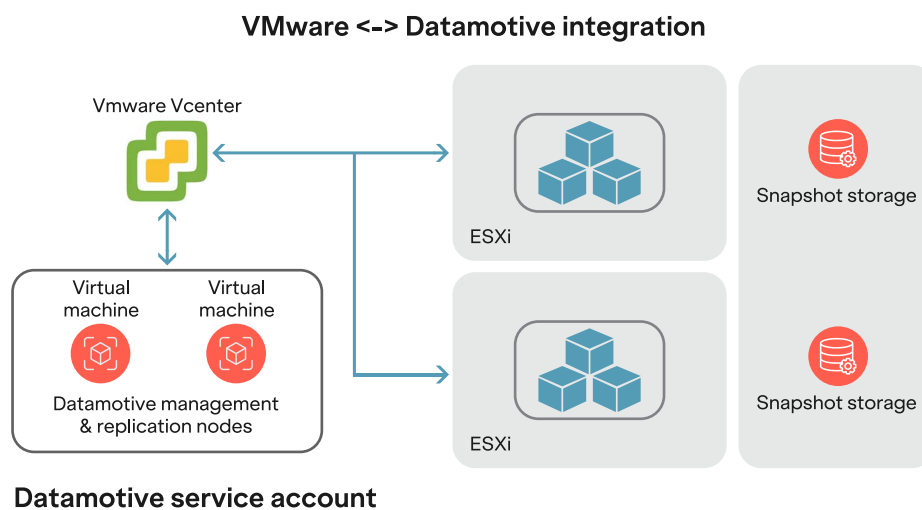 VMware <-> Datamotive integration
Vmware Vcenter
Virtual
machine
Virtual
machine
Datamotive management
& replication nodes
ESXi
ESXi
Snapshot storage
Snapshot storage
Datamotive service account